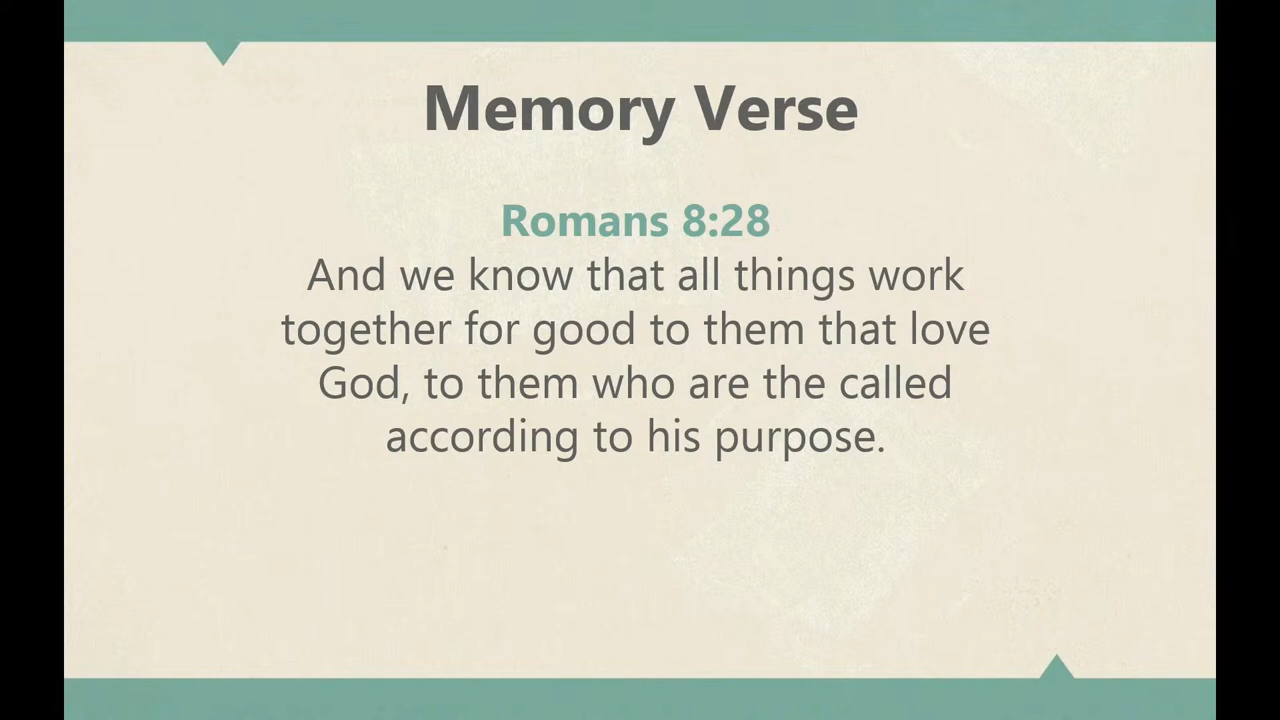 Memory Verse
Romans 8:28
And we know that all things work
together for good to them that love
God, to them who are the called
according to his purpose.